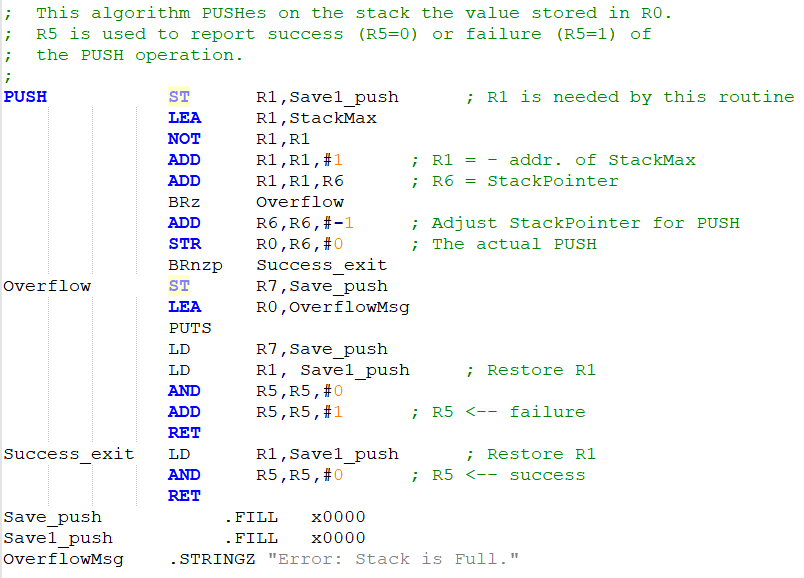 ;  This algorithm PUSHes on the stack the value stored in R0.
;  R5 is used to report success (R5=0) or failure (R5=1) of
;  the PUSH operation.
;
PUSH ST R1,Save1_push ; R1 is needed by this routine
LEA R1,StackMax
NOT R1,R1
ADD R1,R1,#1 ; R1 = - addr. of StackMax
ADD R1,R1,R6 ; R6 = StackPointer
BRz Overflow
ADD R6,R6,#-1 ; Adjust StackPointer for PUSH
STR R0,R6,#0 ; The actual PUSH
BRnzp Success_exit
Overflow ST R7,Save_push
LEA R0,OverflowMsg
PUTS
LD R7,Save_push
LD R1, Save1_push ; Restore R1
AND R5,R5,#0
ADD R5,R5,#1 ; R5 <-- failure
RET
Success_exit LD R1,Save1_push ; Restore R1
AND R5,R5,#0 ; R5 <-- success
RET
Save_push .FILL x0000
Save1_push .FILL x0000
OverflowMsg .STRINGZ "Error: Stack is Full."